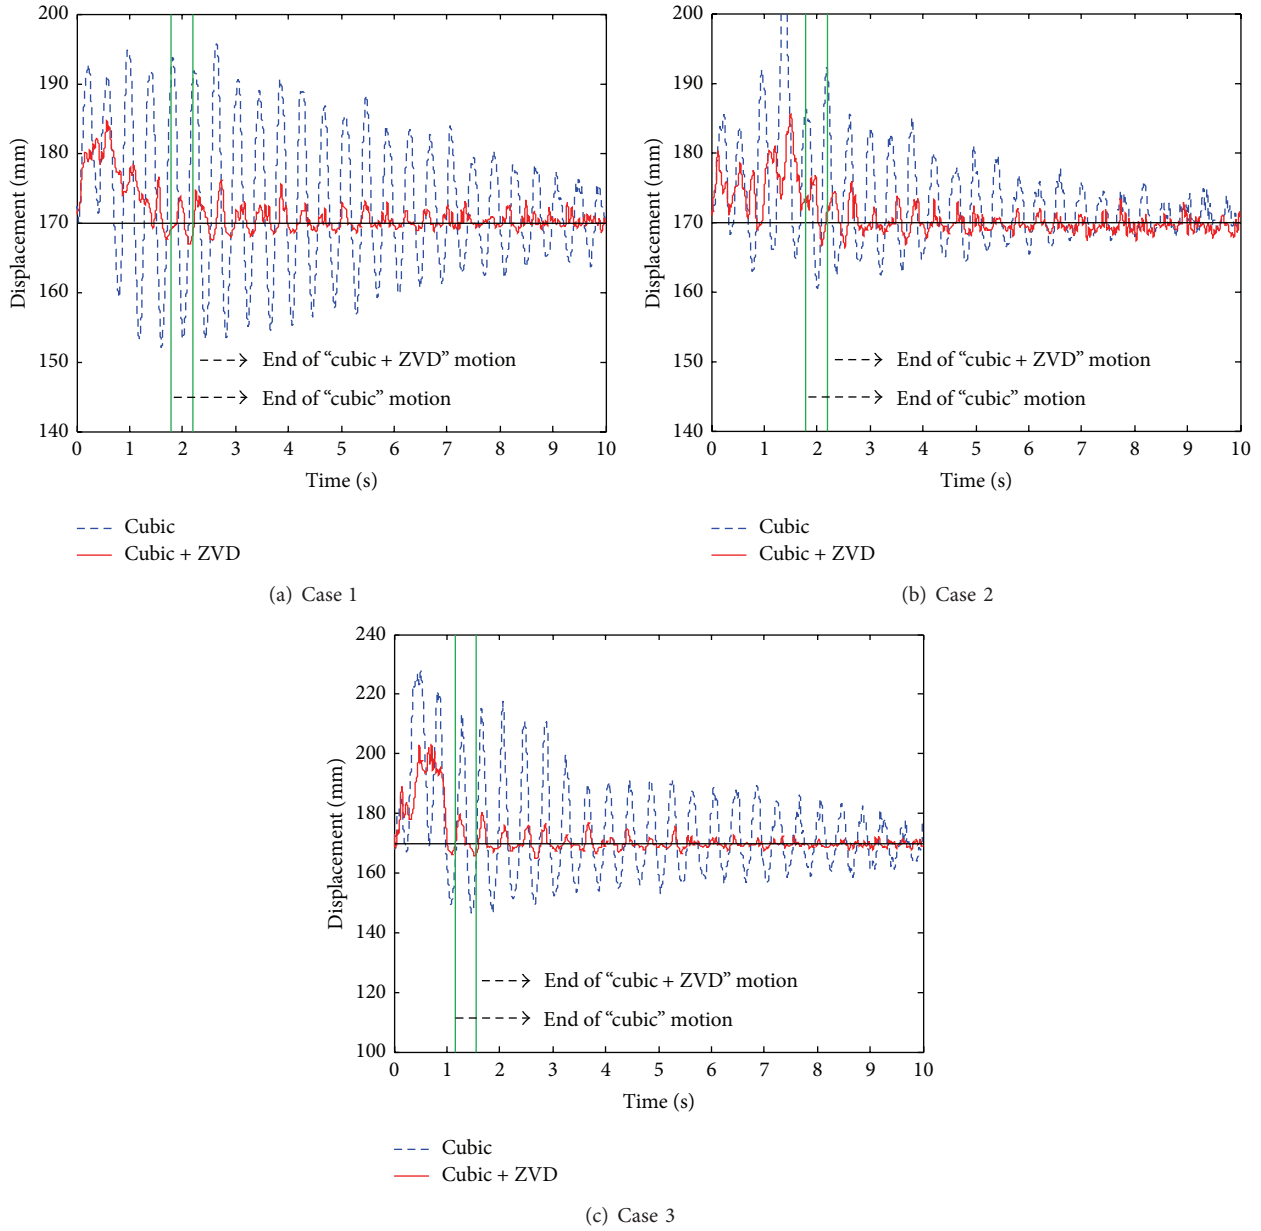 200
190
180
170
160
150
140
Displacement (mm)
End of “cubic + ZVD” motion
End of “cubic” motion
0 1 2 3 4 5 6 7 8 9 10
Time (s)
Cubic
Cubic + ZVD
(a) Case 1
200
190
180
170
160
150
140
Displacement (mm)
End of “cubic + ZVD” motion
End of “cubic” motion
0 1 2 3 4 5 6 7 8 9 10
Time (s)
Cubic
Cubic + ZVD
(b) Case 2
240
220
200
180
160
140
120
100
Displacement (mm)
End of “cubic + ZVD” motion
End of “cubic” motion
0 1 2 3 4 5 6 7 8 9 10
Time (s)
Cubic
Cubic + ZVD
(c) Case 3